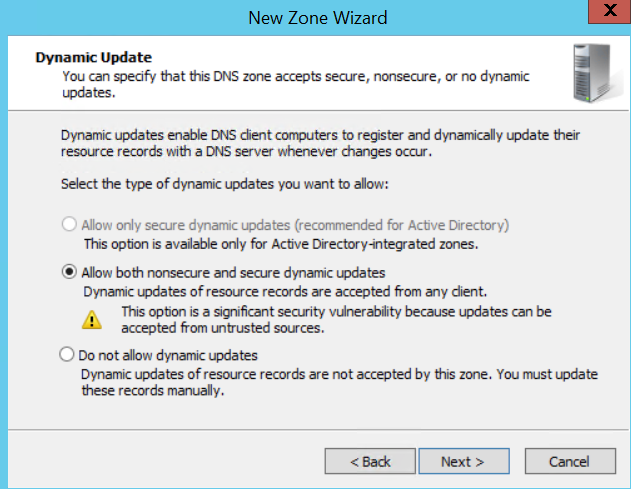 New Zone Wizard
X
Dynamic Update
You can specify that this DNS zone accepts secure, nonsecure, or no dynamic
updates.
Dynamic updates enable DNS client computers to register and dynamically update their
resource records with a DNS server whenever changes occur.
Select the type of dynamic updates you want to allow:
Allow only secure dynamic updates (recommended for Active Directory)
This option is available only for Active Directory-integrated zones.
Allow both nonsecure and secure dynamic updates
Dynamic updates of resource records are accepted from any client.
This option is a significant security vulnerability because updates can be
accepted from untrusted sources.
Do not allow dynamic updates
Dynamic updates of resource records are not accepted by this zone. You must update
these records manually.
< Back Next > Cancel